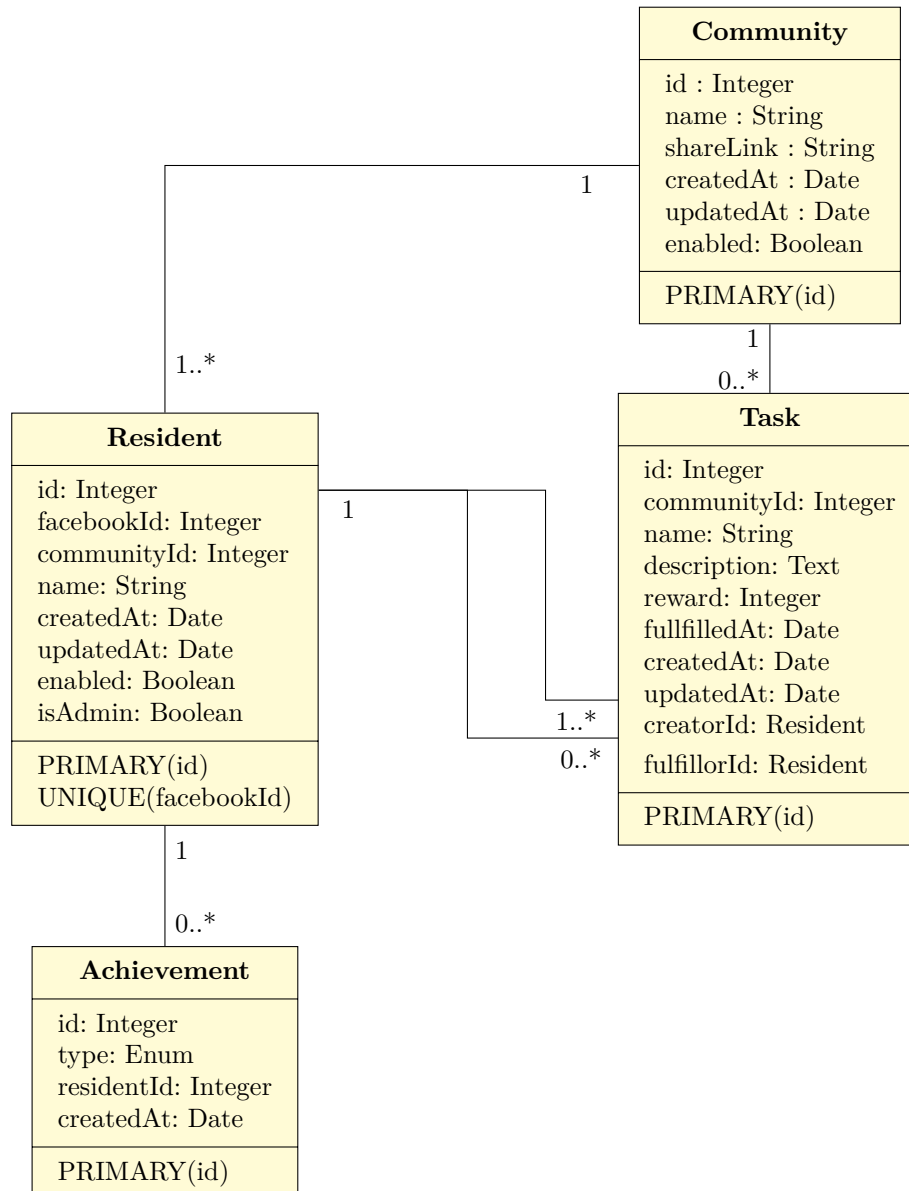 Community
id : Integer
name : String
shareLink : String
createdAt : Date
updatedAt : Date
enabled: Boolean
PRIMARY(id)
1
1..*
1
0..*
Resident
id: Integer
facebookId: Integer
communityId: Integer
name: String
createdAt: Date
updatedAt: Date
enabled: Boolean
isAdmin: Boolean
PRIMARY(id)
UNIQUE(facebookId)
1
1..*
0..*
Task
id: Integer
communityId: Integer
name: String
description: Text
reward: Integer
fullfilledAt: Date
createdAt: Date
updatedAt: Date
creatorId: Resident
fulfillorId: Resident
PRIMARY(id)
1
0..*
Achievement
id: Integer
type: Enum
residentId: Integer
createdAt: Date
PRIMARY(id)